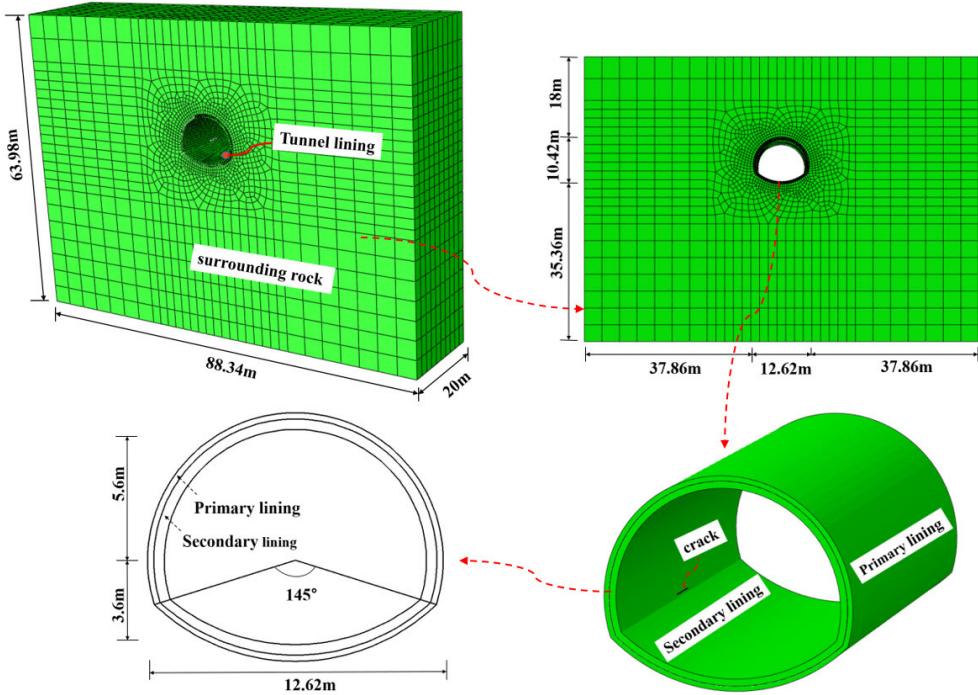 63.98m
Tunnel lining
surrounding rock
88.34m
20m
18m
10.42m
35.36m
37.86m
12.62m
37.86m
5.6m
3.6m
Primary lining
Secondary lining
145°
12.62m
crack
Secondary lining
Primary lining